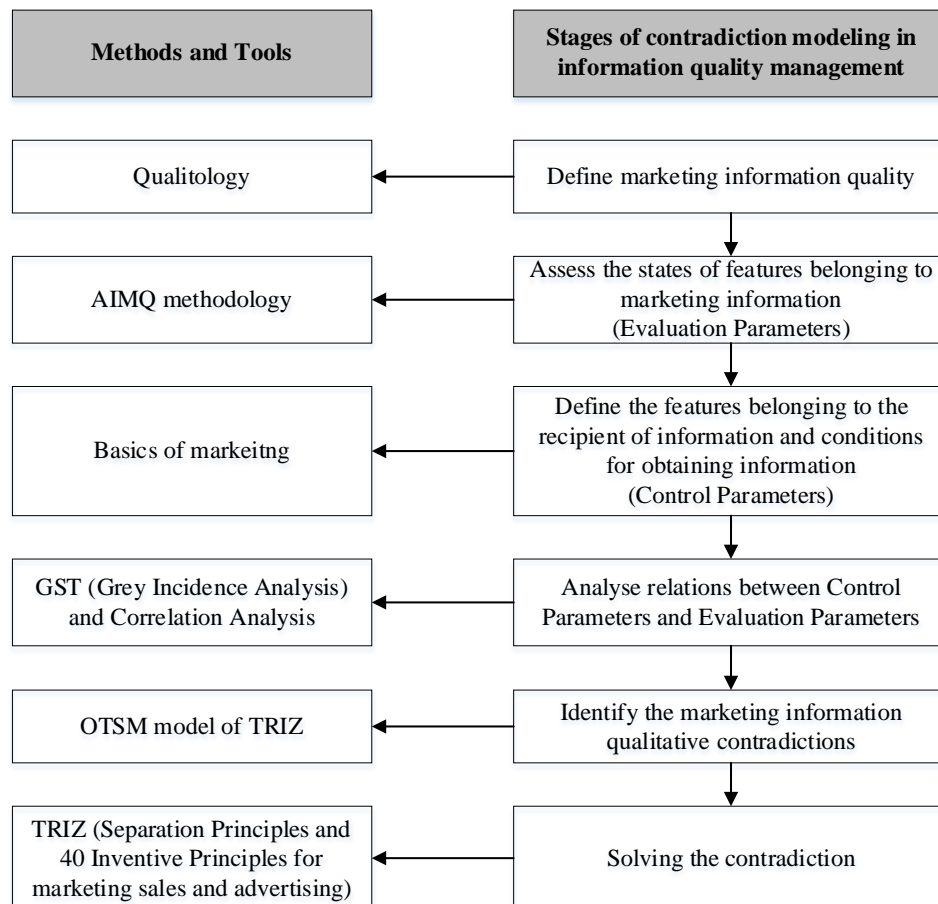 Methods and Tools
Stages of contradiction modeling in
information quality management
Qualitology
Define marketing information quality
AIMQ methodology
Assess the states of features belonging to
marketing information
(Evaluation Parameters)
Basics of markeitng
Define the features belonging to the
recipient of information and conditions
for obtaining information
(Control Parameters)
GST (Grey Incidence Analysis)
and Correlation Analysis
Analyse relations between Control
Parameters and Evaluation Parameters
OTSM model of TRIZ
Identify the marketing information
qualitative contradictions
TRIZ (Separation Principles and
40 Inventive Principles for
marketing sales and advertising)
Solving the contradiction